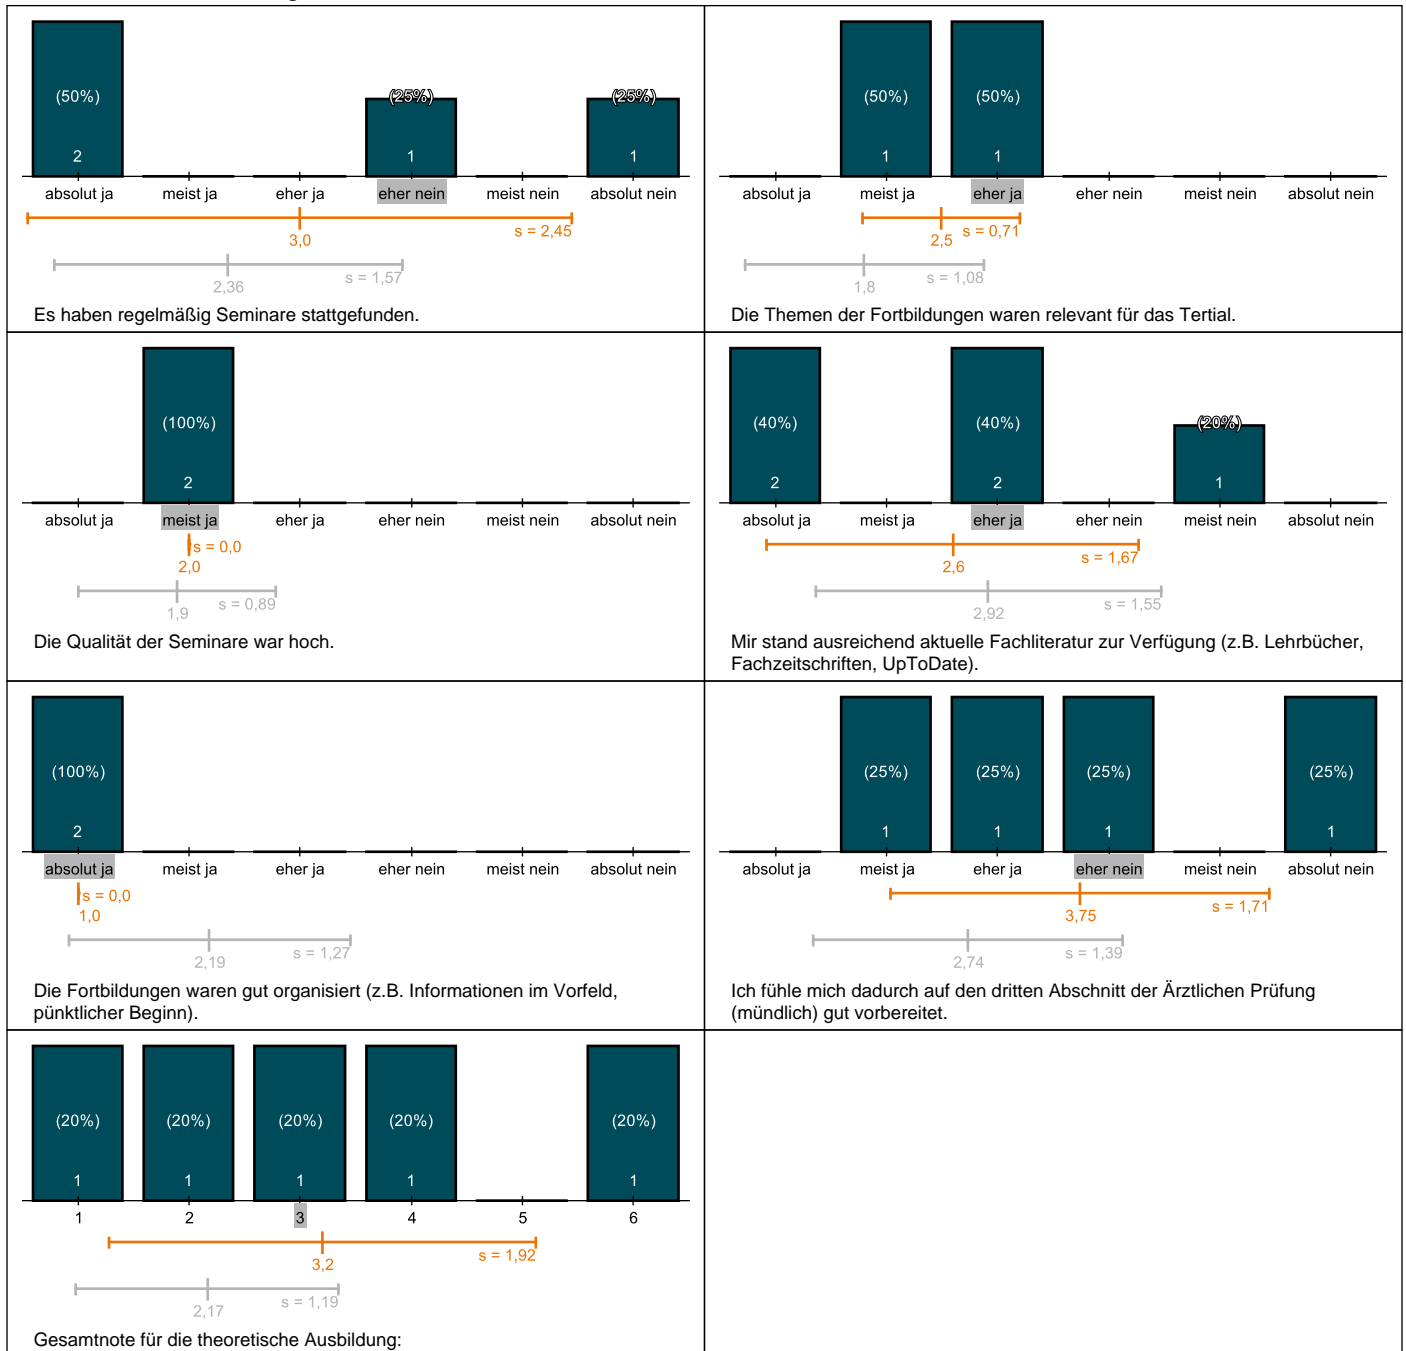 (50%) (25%) (25%)
2 1 1
absolut ja meist ja eher ja eher nein meist nein absolut nein
s = 2,45
3,0
s = 1,57
2,36
Es haben regelmäßig Seminare stattgefunden.
(50%) (50%)
1 1
absolut ja meist ja eher ja eher nein meist nein absolut nein
s = 0,71
2,5
s = 1,08
1,8
Die Themen der Fortbildungen waren relevant für das Tertial.
(100%)
2
absolut ja meist ja eher ja eher nein meist nein absolut nein
s = 0,0
2,0
s = 0,89
1,9
Die Qualität der Seminare war hoch.
(40%) (40%) (20%)
2 2 1
absolut ja meist ja eher ja eher nein meist nein absolut nein
s = 1,67
2,6
s = 1,55
2,92
Mir stand ausreichend aktuelle Fachliteratur zur Verfügung (z.B. Lehrbücher,
Fachzeitschriften, UpToDate).
(100%)
2
absolut ja meist ja eher ja eher nein meist nein absolut nein
s = 0,0
1,0
s = 1,27
2,19
Die Fortbildungen waren gut organisiert (z.B. Informationen im Vorfeld,
pünktlicher Beginn).
(25%) (25%) (25%) (25%)
1 1 1 1
absolut ja meist ja eher ja eher nein meist nein absolut nein
s = 1,71
3,75
s = 1,39
2,74
Ich fühle mich dadurch auf den dritten Abschnitt der Ärztlichen Prüfung
(mündlich) gut vorbereitet.
(20%) (20%) (20%) (20%) (20%)
1 1 1 1 1
1 2 3 4 5 6
s = 1,92
3,2
s = 1,19
2,17
Gesamtnote für die theoretische Ausbildung: